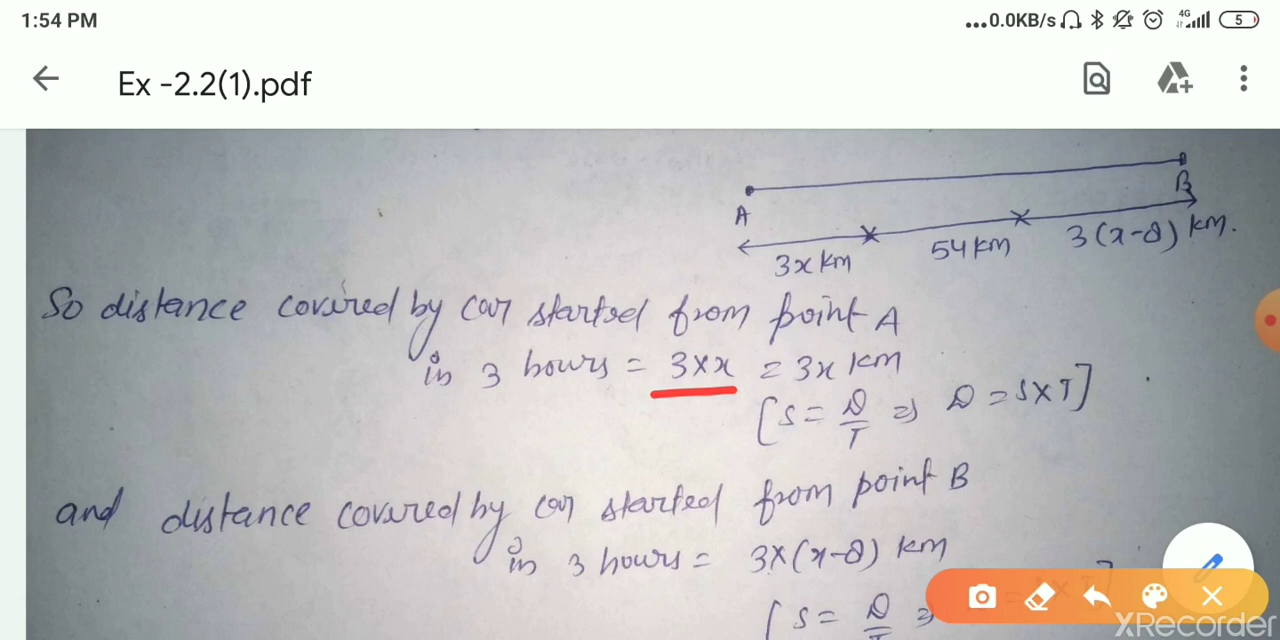 1:54 PM
...0.0KB/s 4G 5
Ex -2.2(1).pdf
A B
3x km 54 km 3(x-8) km.
So distance covered by car started from point A
in 3 hours = 3×x = 3x km
[S = D/T ⇒ D = S×T]
and distance covered by car started from point B
in 3 hours = 3×(x-8) km
[S = D/T ⇒ = S×T]
XRecorder